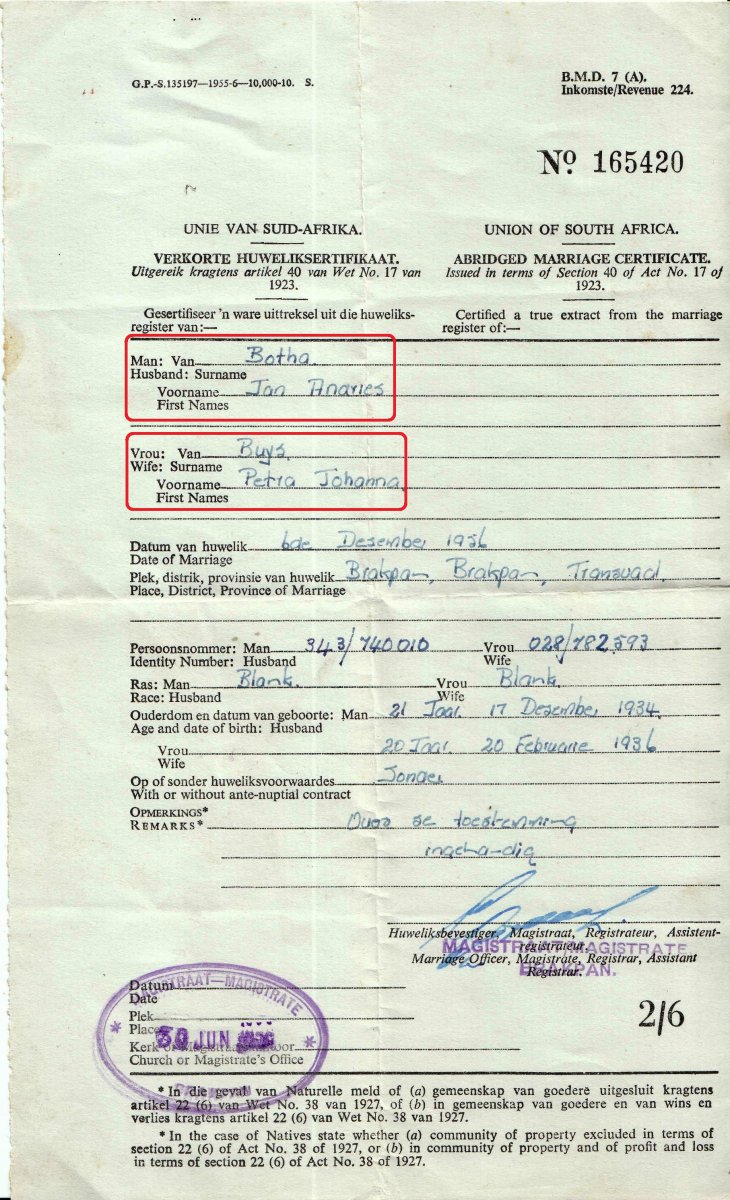 G.P.-S.135197—1955-6—10,000-10. S.
B.M.D. 7 (A).
Inkomste/Revenue 224.
No. 165420
UNIE VAN SUID-AFRIKA.
VERKORTE HUWELIKSERTIFIKAAT.
Uitgereik kragtens artikel 40 van Wet No. 17 van
1923.
Gesertifiseer 'n ware uittreksel uit die huweliks-
register van:—
UNION OF SOUTH AFRICA.
ABRIDGED MARRIAGE CERTIFICATE.
Issued in terms of Section 40 of Act No. 17 of
1923.
Certified a true extract from the marriage
register of:—
Man: Van Botha
Husband: Surname
Voorname Jan Andries
First Names
Vrou: Van Buys
Wife: Surname
Voorname Petra Johanna
First Names
Datum van huwelik 6de Desember 1956
Date of Marriage
Plek, distrik, provinsie van huwelik Brakpan, Brakpan, Transvaal.
Place, District, Province of Marriage
Persoonsnommer: Man 343/740010 Vrou 028/782593
Identity Number: Husband Wife
Ras: Man Blank. Vrou Blank.
Race: Husband Wife
Ouderdom en datum van geboorte: Man 21 Jaar 17 Desember 1934.
Age and date of birth: Husband
Vrou 20 Jaar. 20 Februarie 1936
Wife
Op of sonder huweliksvoorwaardes Sonder
With or without ante-nuptial contract
OPMERKINGS* Ouers se toestemming
REMARKS*
ingehandig
Huweliksbevestiger, Magistraat, Registrateur, Assistent-
registrateur.
MAGISTRAAT-MAGISTRATE
Marriage Officer, Magistrate, Registrar, Assistant
Registrar.
BRAKPAN.
Datum
Date
Plek
Place
Kerk of Magistraatskantoor
Church or Magistrate's Office
MAGISTRAAT—MAGISTRATE
30 JUN 1956
BRAKPAN
2/6
* In die geval van Naturelle meld of (a) gemeenskap van goedere uitgesluit kragtens
artikel 22 (6) van Wet No. 38 van 1927, of (b) in gemeenskap van goedere en van wins en
verlies kragtens artikel 22 (6) van Wet No. 38 van 1927.
* In the case of Natives state whether (a) community of property excluded in terms of
section 22 (6) of Act No. 38 of 1927, or (b) in community of property and of profit and loss
in terms of section 22 (6) of Act No. 38 of 1927.